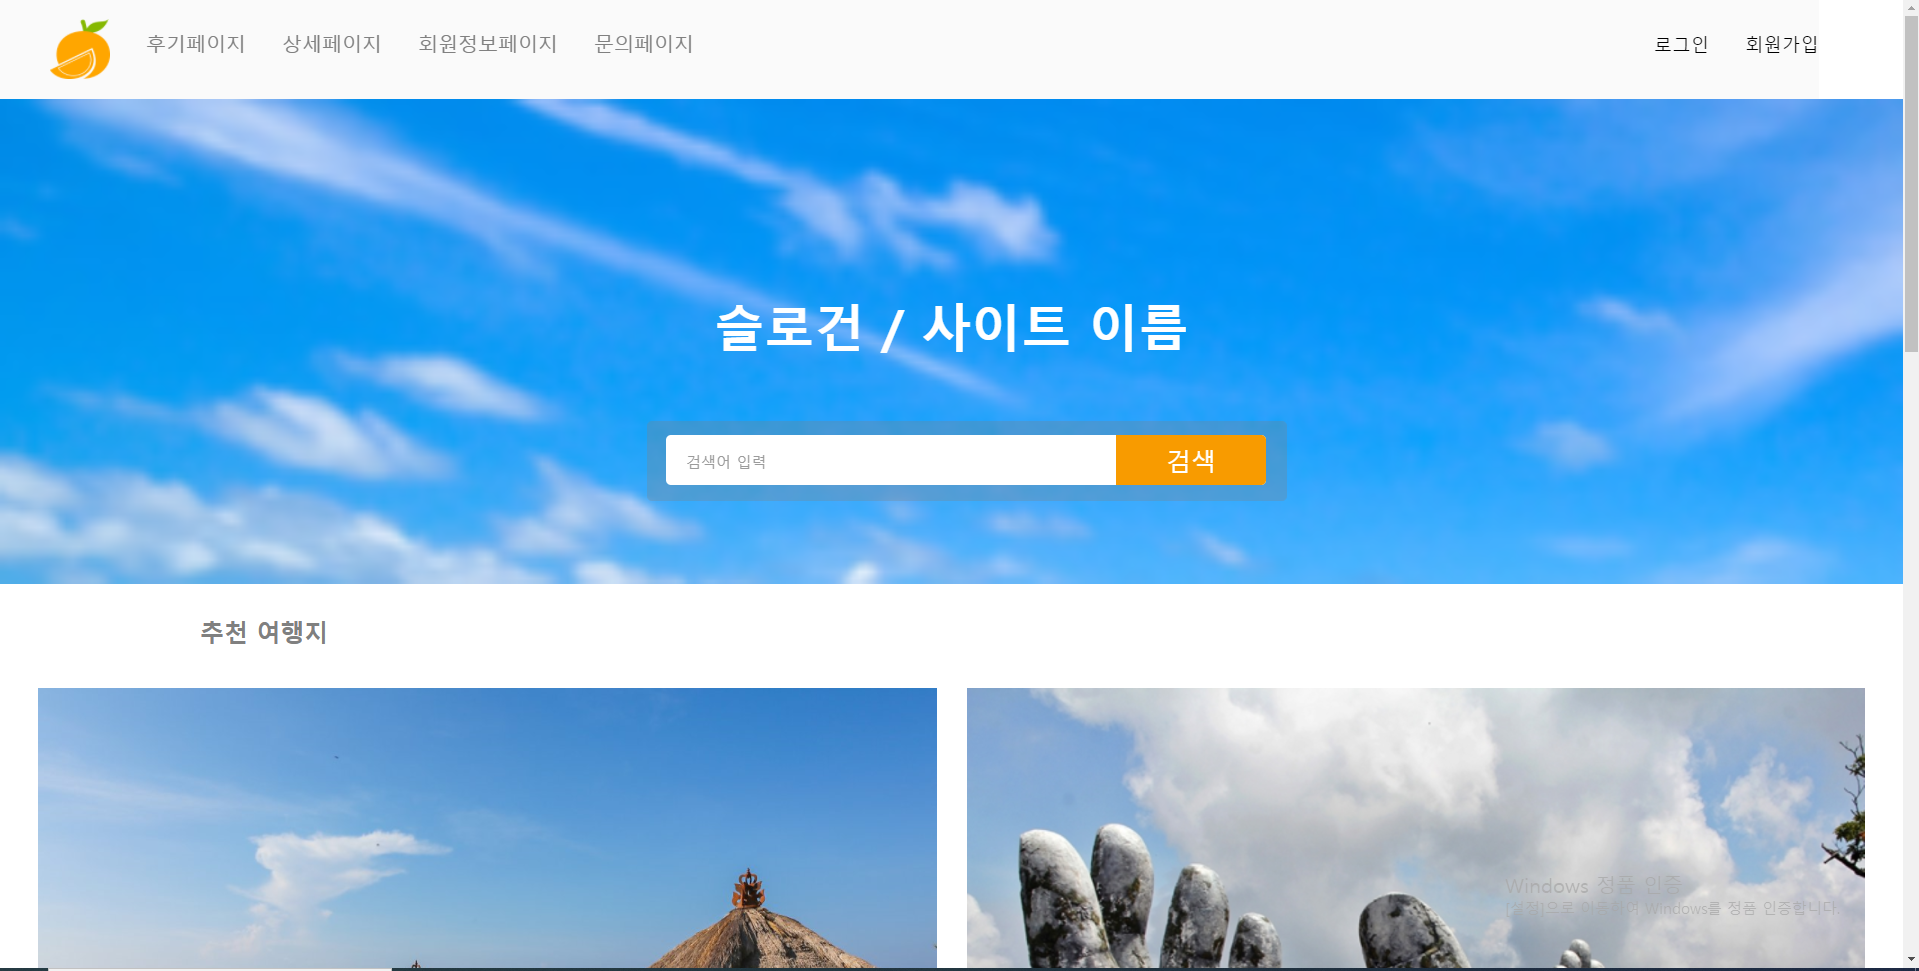 후기페이지 상세페이지 회원정보페이지 문의페이지 로그인 회원가입
슬로건 / 사이트 이름
검색어 입력 검색
추천 여행지
Windows 정품 인증
[설정]으로 이동하여 Windows를 정품 인증합니다.